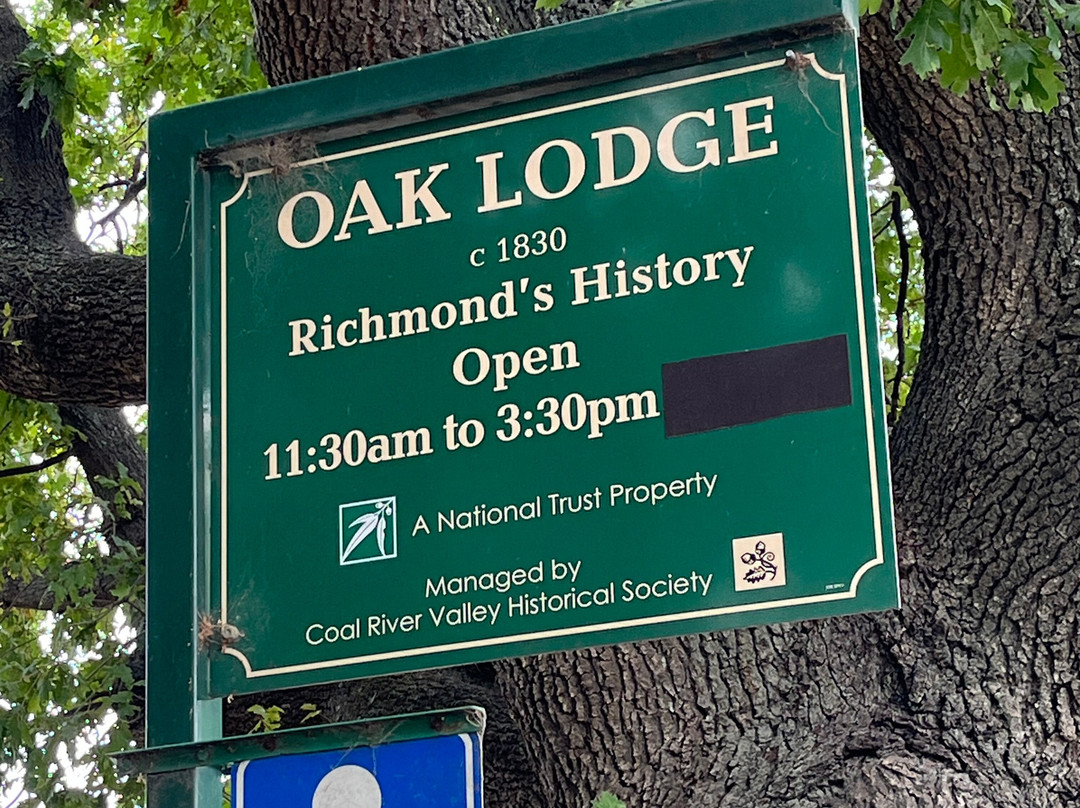 OAK LODGE
c 1830
Richmond's History
Open
11:30am to 3:30pm
A National Trust Property
Managed by
Coal River Valley Historical Society